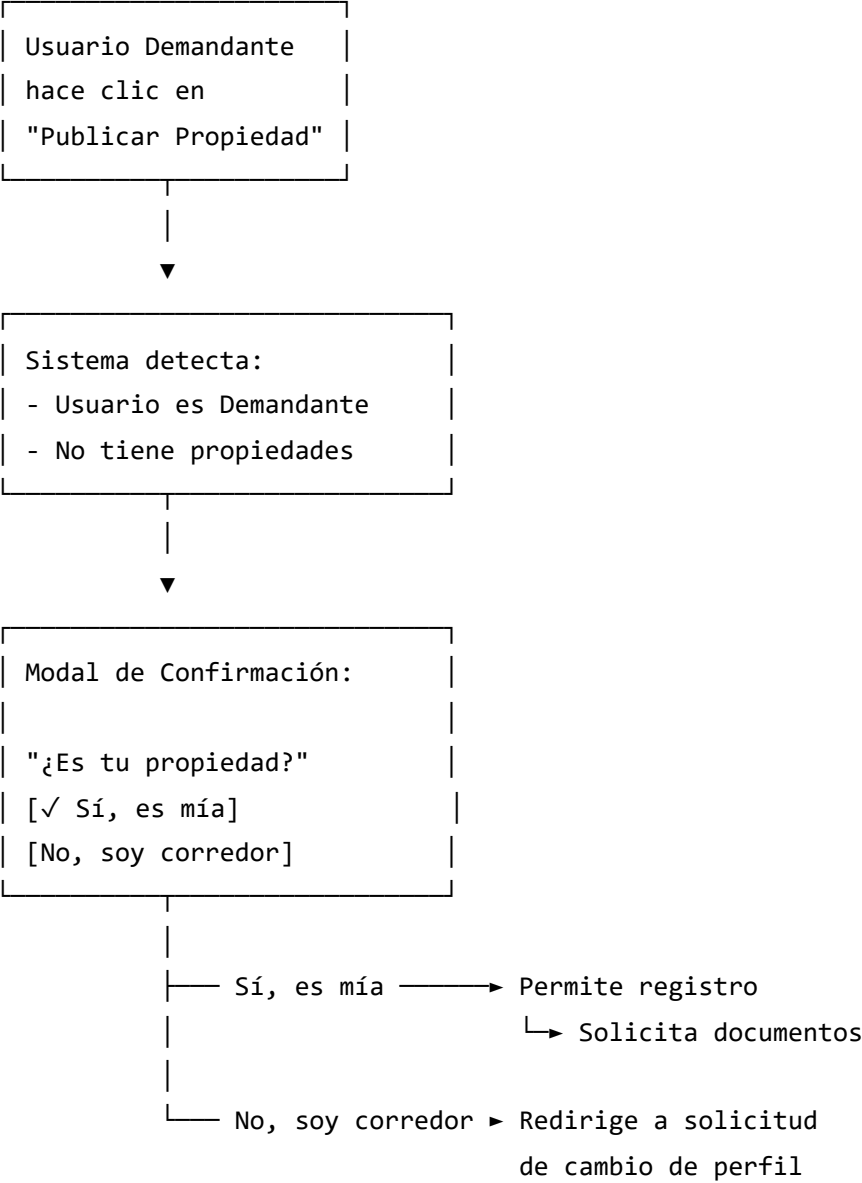 Usuario Demandante
hace clic en
"Publicar Propiedad"
Sistema detecta:
- Usuario es Demandante
- No tiene propiedades
Modal de Confirmación:
"¿Es tu propiedad?"
[✓ Sí, es mía]
[No, soy corredor]
Sí, es mía ► Permite registro
└─► Solicita documentos
No, soy corredor ► Redirige a solicitud
de cambio de perfil